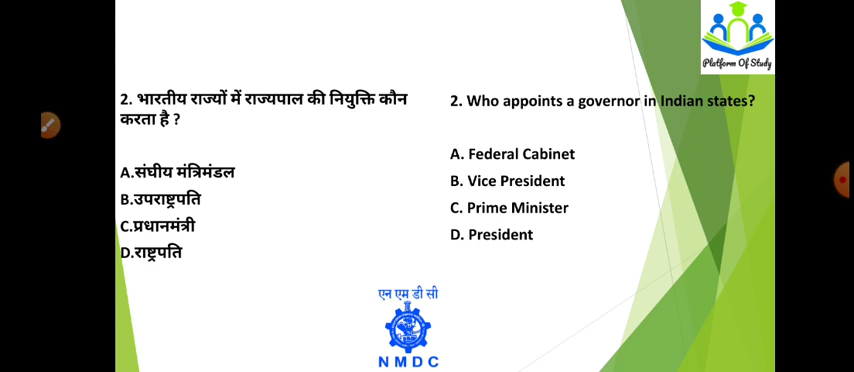 Platform Of Study
2. भारतीय राज्यों में राज्यपाल की नियुक्ति कौन
करता है ?
A.संघीय मंत्रिमंडल
B.उपराष्ट्रपति
C.प्रधानमंत्री
D.राष्ट्रपति
2. Who appoints a governor in Indian states?
A. Federal Cabinet
B. Vice President
C. Prime Minister
D. President
एन एम डी सी
NMDC